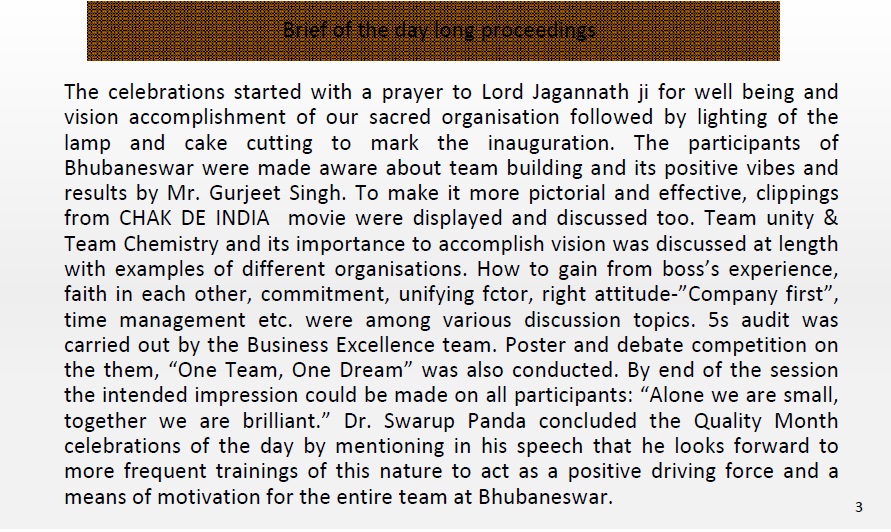 Brief of the day long proceedings
The celebrations started with a prayer to Lord Jagannath ji for well being and
vision accomplishment of our sacred organisation followed by lighting of the
lamp and cake cutting to mark the inauguration. The participants of
Bhubaneswar were made aware about team building and its positive vibes and
results by Mr. Gurjeet Singh. To make it more pictorial and effective, clippings
from CHAK DE INDIA  movie were displayed and discussed too. Team unity &
Team Chemistry and its importance to accomplish vision was discussed at length
with examples of different organisations. How to gain from boss’s experience,
faith in each other, commitment, unifying fctor, right attitude-”Company first”,
time management etc. were among various discussion topics. 5s audit was
carried out by the Business Excellence team. Poster and debate competition on
the them, “One Team, One Dream” was also conducted. By end of the session
the intended impression could be made on all participants: “Alone we are small,
together we are brilliant.” Dr. Swarup Panda concluded the Quality Month
celebrations of the day by mentioning in his speech that he looks forward to
more frequent trainings of this nature to act as a positive driving force and a
means of motivation for the entire team at Bhubaneswar.
3